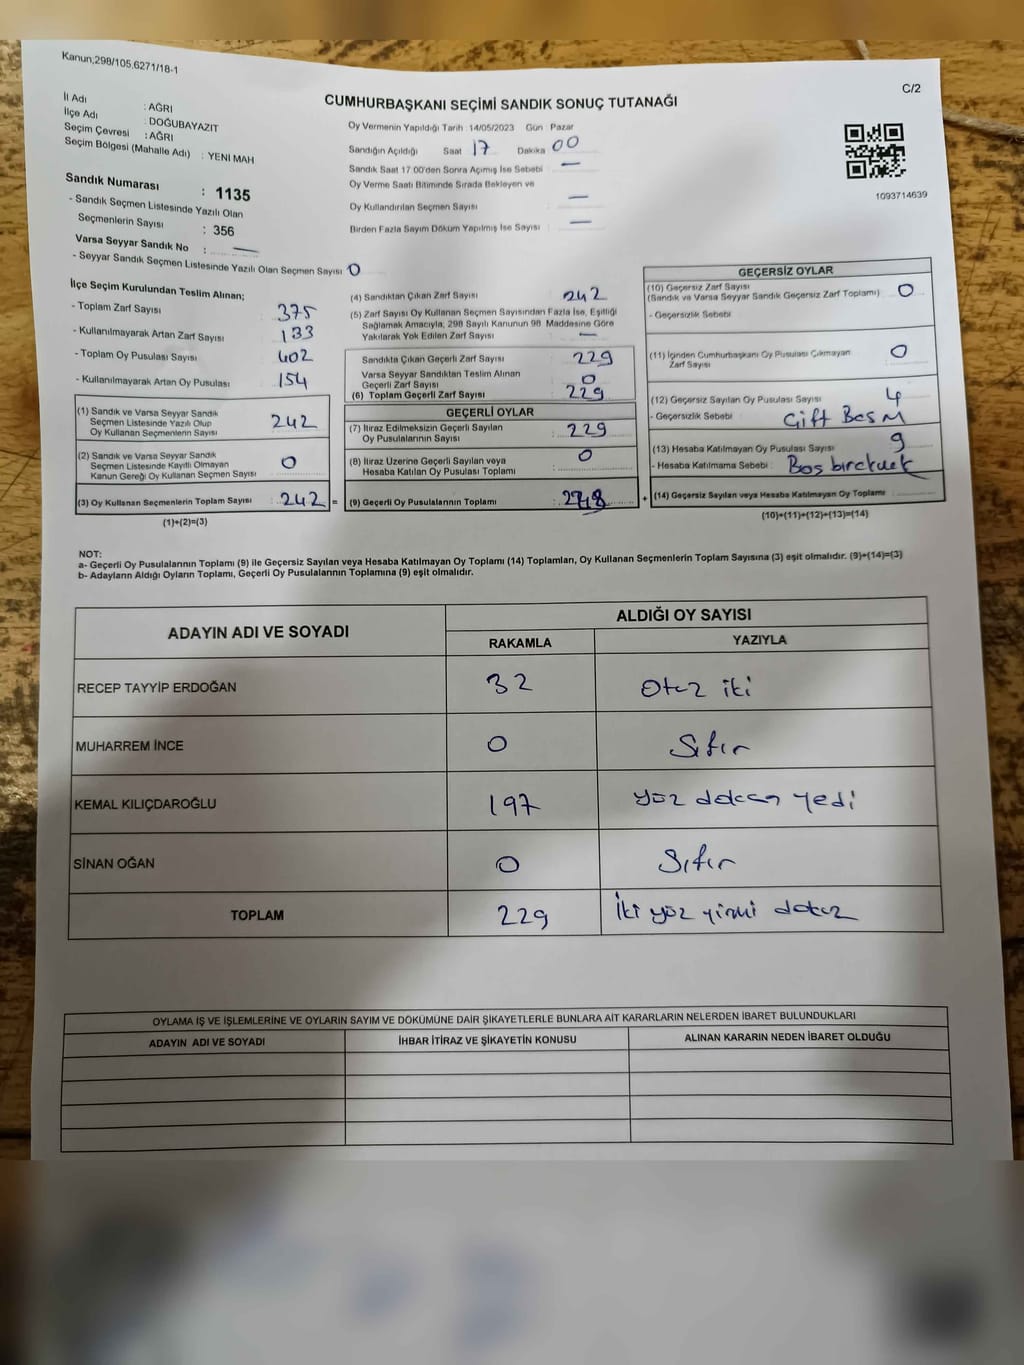 Kanun;298/105,6271/18-1
C/2
CUMHURBAŞKANI SEÇİMİ SANDIK SONUÇ TUTANAĞI
İl Adı : AĞRI
İlçe Adı : DOĞUBAYAZIT
Seçim Çevresi : AĞRI
Seçim Bölgesi (Mahalle Adı) : YENI MAH
Sandık Numarası : 1135
- Sandık Seçmen Listesinde Yazılı Olan
Seçmenlerin Sayısı : 356
Varsa Seyyar Sandık No : —
- Seyyar Sandık Seçmen Listesinde Yazılı Olan Seçmen Sayısı 0
Oy Vermenin Yapıldığı Tarih :14/05/2023 Gün Pazar
Sandığın Açıldığı Saat 17 Dakika 00
Sandık Saat 17.00'den Sonra Açımış İse Sebebi —
Oy Verme Saati Bitiminde Sırada Bekleyen ve
Oy Kullandırılan Seçmen Sayısı —
Birden Fazla Sayım Döküm Yapılmış İse Sayısı : —
1093714639
İlçe Seçim Kurulundan Teslim Alınan;
- Toplam Zarf Sayısı 375
- Kullanılmayarak Artan Zarf Sayısı 133
- Toplam Oy Pusulası Sayısı 402
- Kullanılmayarak Artan Oy Pusulası 154
(1) Sandık ve Varsa Seyyar Sandık
Seçmen Listesinde Yazılı Olup
Oy Kullanan Seçmenlerin Sayısı 242
(2) Sandık ve Varsa Seyyar Sandık
Seçmen Listesinde Kayıtlı Olmayan
Kanun Gereği Oy Kullanan Seçmen Sayısı 0
(3) Oy Kullanan Seçmenlerin Toplam Sayısı : 242 =
(1)+(2)=(3)
(4) Sandıktan Çıkan Zarf Sayısı 242
(5) Zarf Sayısı Oy Kullanan Seçmen Sayısından Fazla İse, Eşitliği
Sağlamak Amacıyla; 298 Sayılı Kanunun 98. Maddesine Göre
Yakılarak Yok Edilen Zarf Sayısı —
Sandıkta Çıkan Geçerli Zarf Sayısı 229
Varsa Seyyar Sandıktan Teslim Alınan
Geçerli Zarf Sayısı 0
(6) Toplam Geçerli Zarf Sayısı 229
GEÇERLİ OYLAR
(7) İtiraz Edilmeksizin Geçerli Sayılan
Oy Pusulalarının Sayısı : 229
(8) İtiraz Üzerine Geçerli Sayılan veya
Hesaba Katılan Oy Pusulası Toplamı : 0
(9) Geçerli Oy Pusulalarının Toplamı : +
GEÇERSİZ OYLAR
(10) Geçersiz Zarf Sayısı
(Sandık ve Varsa Seyyar Sandık Geçersiz Zarf Toplamı) 0
- Geçersizlik Sebebi
(11) İçinden Cumhurbaşkanı Oy Pusulası Çıkmayan
Zarf Sayısı 0
(12) Geçersiz Sayılan Oy Pusulası Sayısı 4
- Geçersizlik Sebebi : Çift Basm
(13) Hesaba Katılmayan Oy Pusulası Sayısı 9
- Hesaba Katılmama Sebebi : Boş bırakmak
(14) Geçersiz Sayılan veya Hesaba Katılmayan Oy Toplamı
(10)+(11)+(12)+(13)=(14)
NOT:
a- Geçerli Oy Pusulalarının Toplamı (9) ile Geçersiz Sayılan veya Hesaba Katılmayan Oy Toplamı (14) Toplamları, Oy Kullanan Seçmenlerin Toplam Sayısına (3) eşit olmalıdır. (9)+(14)=(3)
b- Adayların Aldığı Oyların Toplamı, Geçerli Oy Pusulalarının Toplamına (9) eşit olmalıdır.
ADAYIN ADI VE SOYADI ALDIĞI OY SAYISI
RAKAMLA YAZIYLA
RECEP TAYYİP ERDOĞAN 32 Otuz iki
MUHARREM İNCE 0 Sıfır
KEMAL KILIÇDAROĞLU 197 yüz doksan yedi
SİNAN OĞAN 0 Sıfır
TOPLAM 229 İki yüz yirmi dokuz
OYLAMA İŞ VE İŞLEMLERİNE VE OYLARIN SAYIM VE DÖKÜMÜNE DAİR ŞİKAYETLERLE BUNLARA AİT KARARLARIN NELERDEN İBARET BULUNDUKLARI
ADAYIN ADI VE SOYADI İHBAR İTİRAZ VE ŞİKAYETİN KONUSU ALINAN KARARIN NEDEN İBARET OLDUĞU